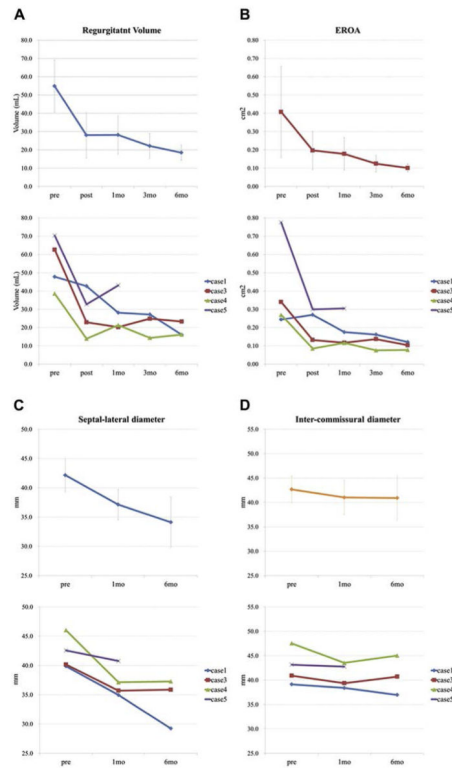 A
B
Regurgitatnt Volume
EROA
Volume (mL)
80.0
70.0
60.0
50.0
40.0
30.0
20.0
10.0
0.0
pre
post
1mo
3mo
6mo
cm2
0.80
0.70
0.60
0.50
0.40
0.30
0.20
0.10
0.00
pre
post
1mo
3mo
6mo
Volume (mL)
80.0
70.0
60.0
50.0
40.0
30.0
20.0
10.0
0.0
pre
post
1mo
3mo
6mo
case1
case3
case4
case5
cm2
0.80
0.70
0.60
0.50
0.40
0.30
0.20
0.10
0.00
pre
post
1mo
3mo
6mo
case1
case3
case4
case5
C
D
Septal-lateral diameter
Inter-commissural diameter
mm
50.0
45.0
40.0
35.0
30.0
25.0
pre
1mo
6mo
mm
55.0
50.0
45.0
40.0
35.0
30.0
25.0
pre
1mo
6mo
mm
50.0
45.0
40.0
35.0
30.0
25.0
pre
1mo
6mo
case1
case3
case4
case5
mm
55.0
50.0
45.0
40.0
35.0
30.0
25.0
pre
1mo
6mo
case1
case3
case4
case5